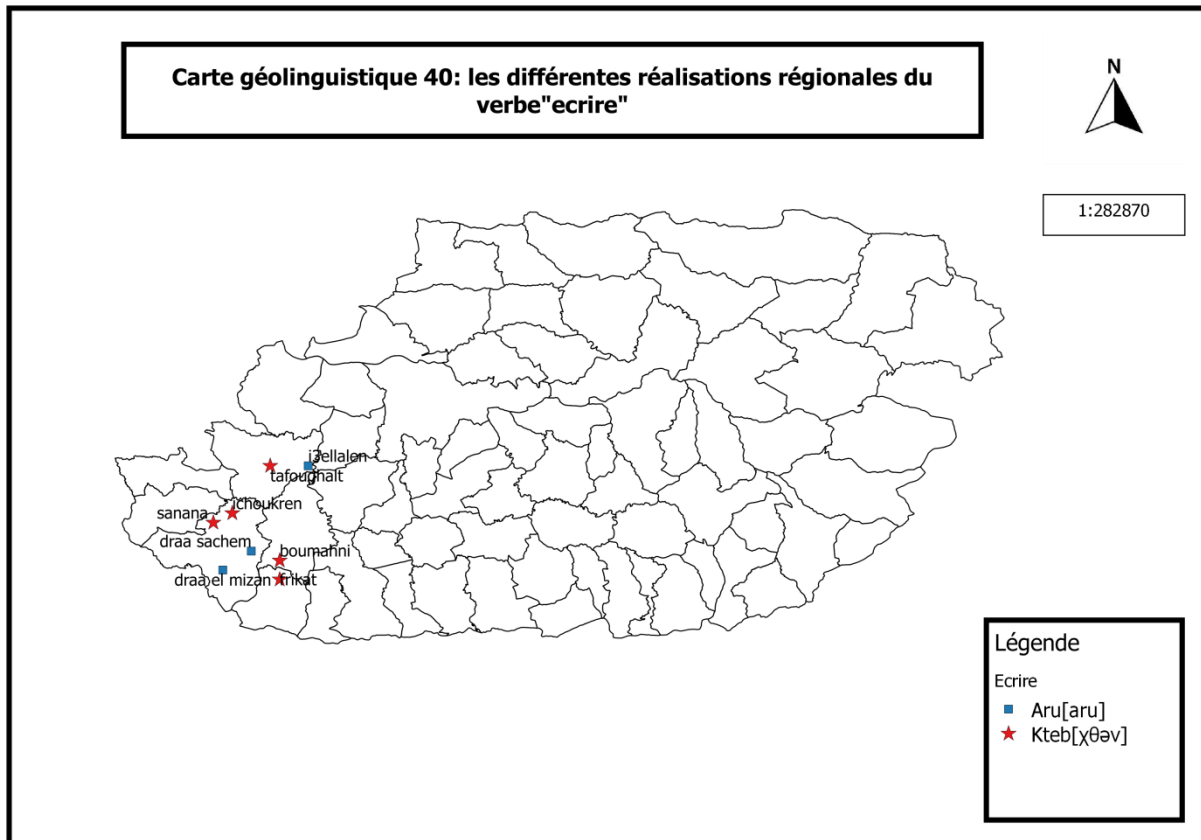 Carte géolinguistique 40: les différentes réalisations régionales du
verbe"ecrire"
N
1:282870
i3ellalen
tafoughalt
ichoukren
sanana
draa sachem
boumahni
draa el mizan
frikat
Légende
Ecrire
Aru[aru]
Kteb[χθəv]